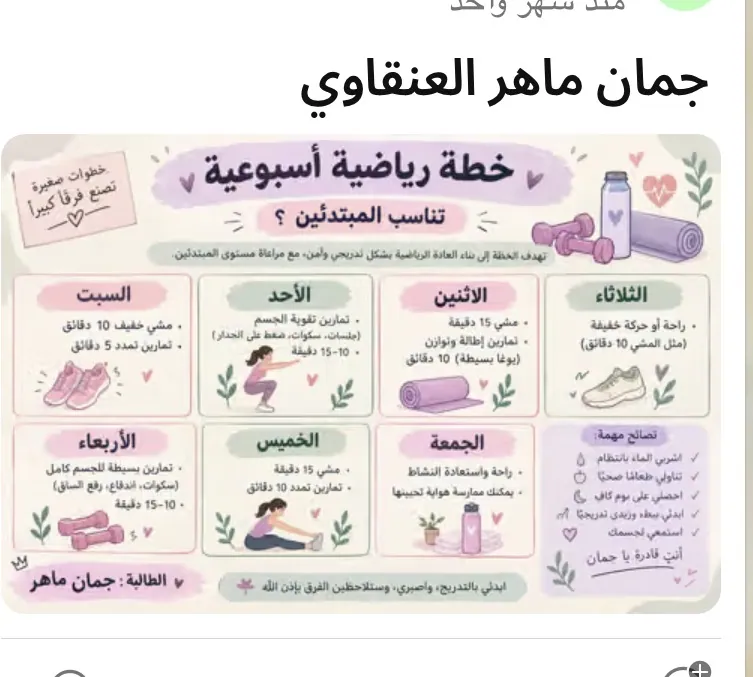 منذ شهر واحد
جمان ماهر العنقاوي
خطوات صغيرة
تصنع فرقًا كبيراً
خطة رياضية أسبوعية
تناسب المبتدئين ؟
تهدف الخطة إلى بناء العادة الرياضية بشكل تدريجي وآمن، مع مراعاة مستوى المبتدئين.
السبت
• مشي خفيف 10 دقائق
• تمارين تمدد 5 دقائق
الأحد
• تمارين تقوية الجسم
(جلسات، سكوات، ضغط على الجدار)
10-15 دقيقة
الاثنين
• مشي 15 دقيقة
• تمارين إطالة وتوازن
(يوغا بسيطة) 10 دقائق
الثلاثاء
• راحة أو حركة خفيفة
(مثل المشي 10 دقائق)
الأربعاء
• تمارين بسيطة للجسم كامل
(سكوات، اندفاع، رفع الساق)
• 10-15 دقيقة
الخميس
• مشي 15 دقيقة
• تمارين تمدد 10 دقائق
الجمعة
• راحة واستعادة النشاط
• يمكنك ممارسة هواية تحبينها
نصائح مهمة:
✓ اشربي الماء بانتظام
✓ تناولي طعامًا صحيًا
✓ احصلي على نوم كافٍ
✓ ابدئي ببطء وزيدي تدريجيًا
✓ استمعي لجسمك
أنتِ قادرة يا جمان
الطالبة : جمان ماهر
ابدئي بالتدريج، واصبري، وستلاحظين الفرق بإذن الله